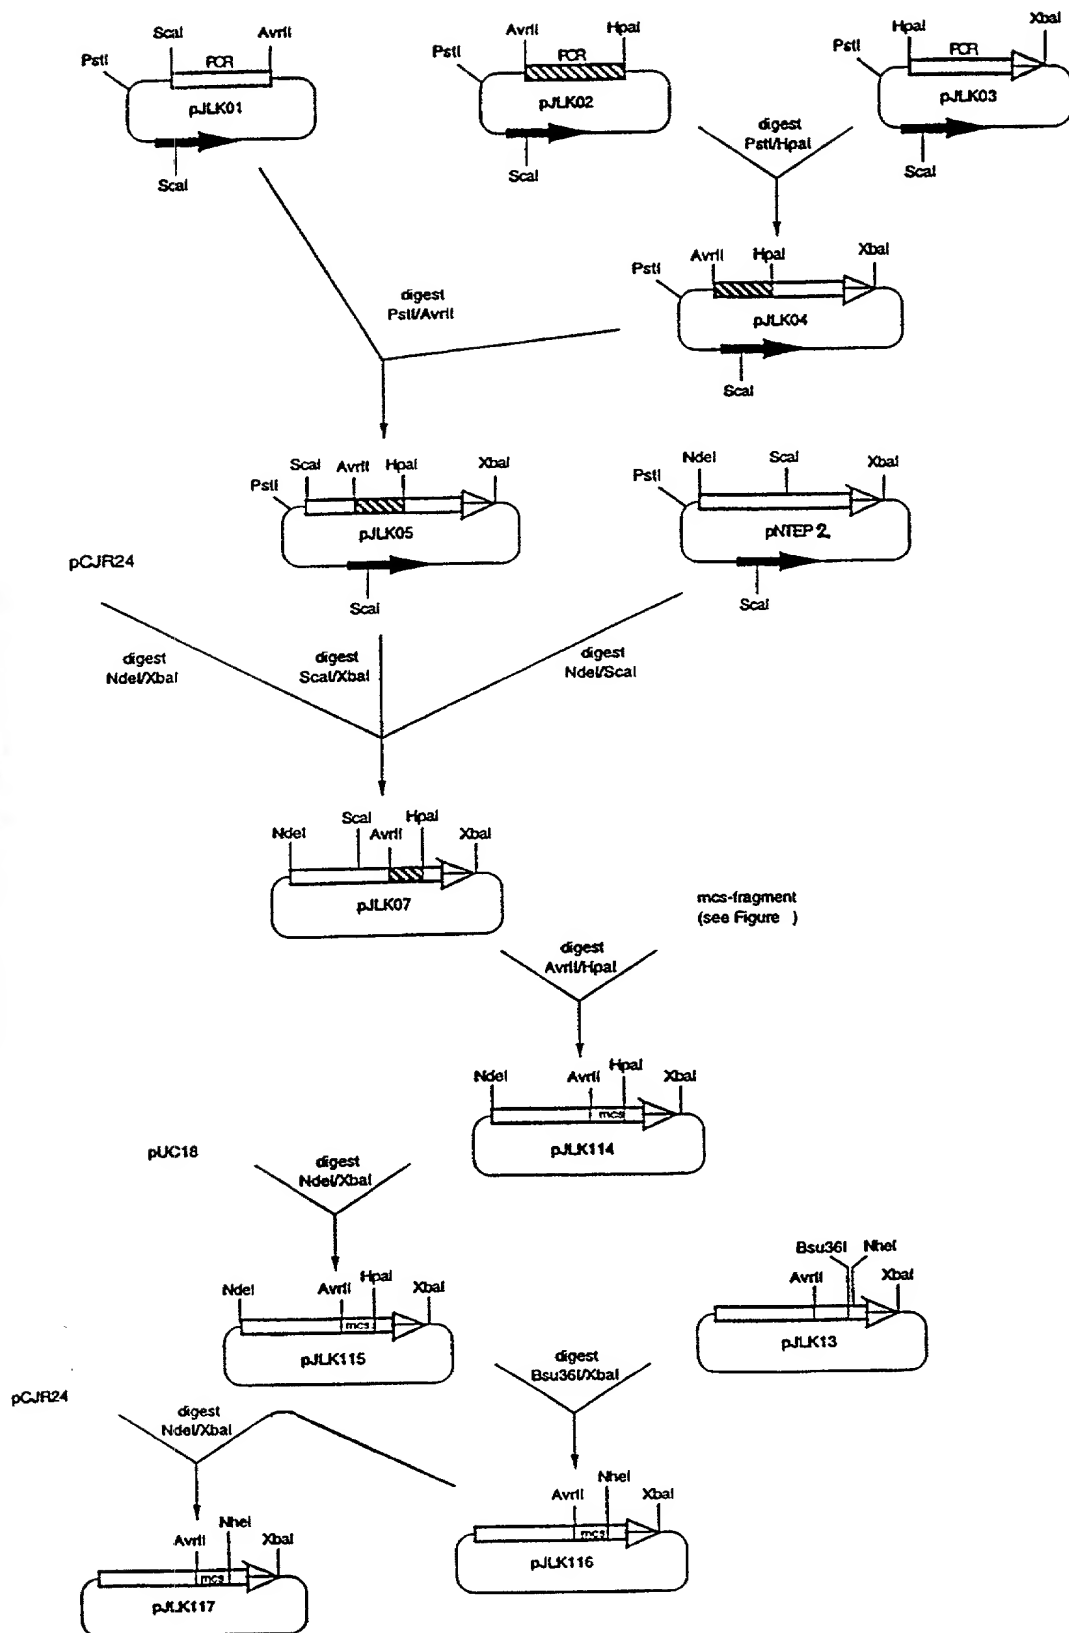 ScaI AvrII
PstI
PCR
pJLK01
ScaI
AvrII HpaI
PstI
PCR
pJLK02
ScaI
XbaI
HpaI
PstI
PCR
pJLK03
ScaI
digest
PstI/HpaI
AvrII HpaI XbaI
PstI
pJLK04
ScaI
digest
PstI/AvrII
ScaI AvrII HpaI XbaI
PstI
pJLK05
ScaI
NdeI ScaI XbaI
PstI
pNTEP2
ScaI
pCJR24
digest
NdeI/XbaI
digest
ScaI/XbaI
digest
NdeI/ScaI
NdeI ScaI AvrII HpaI XbaI
pJLK07
mcs-fragment
(see Figure )
digest
AvrII/HpaI
NdeI AvrII HpaI XbaI
mcs
pJLK114
pUC18
digest
NdeI/XbaI
NdeI AvrII HpaI XbaI
mcs
pJLK115
Bsu36I NheI
AvrII XbaI
pJLK13
digest
Bsu36I/XbaI
pCJR24
digest
NdeI/XbaI
AvrII NheI XbaI
mcs
pJLK116
AvrII NheI XbaI
mcs
pJLK117